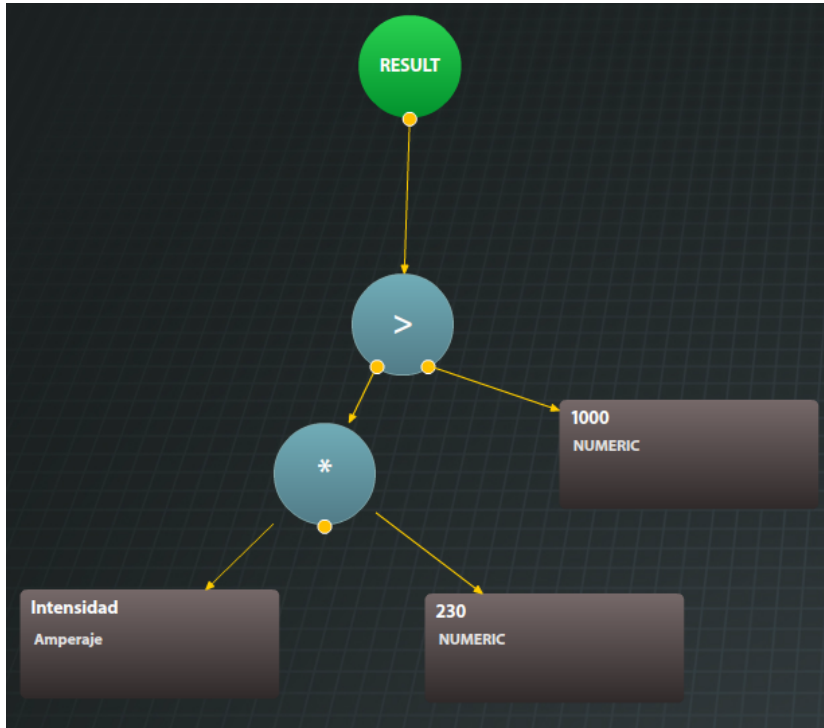 RESULT
>
*
1000
NUMERIC
Intensidad
Amperaje
230
NUMERIC